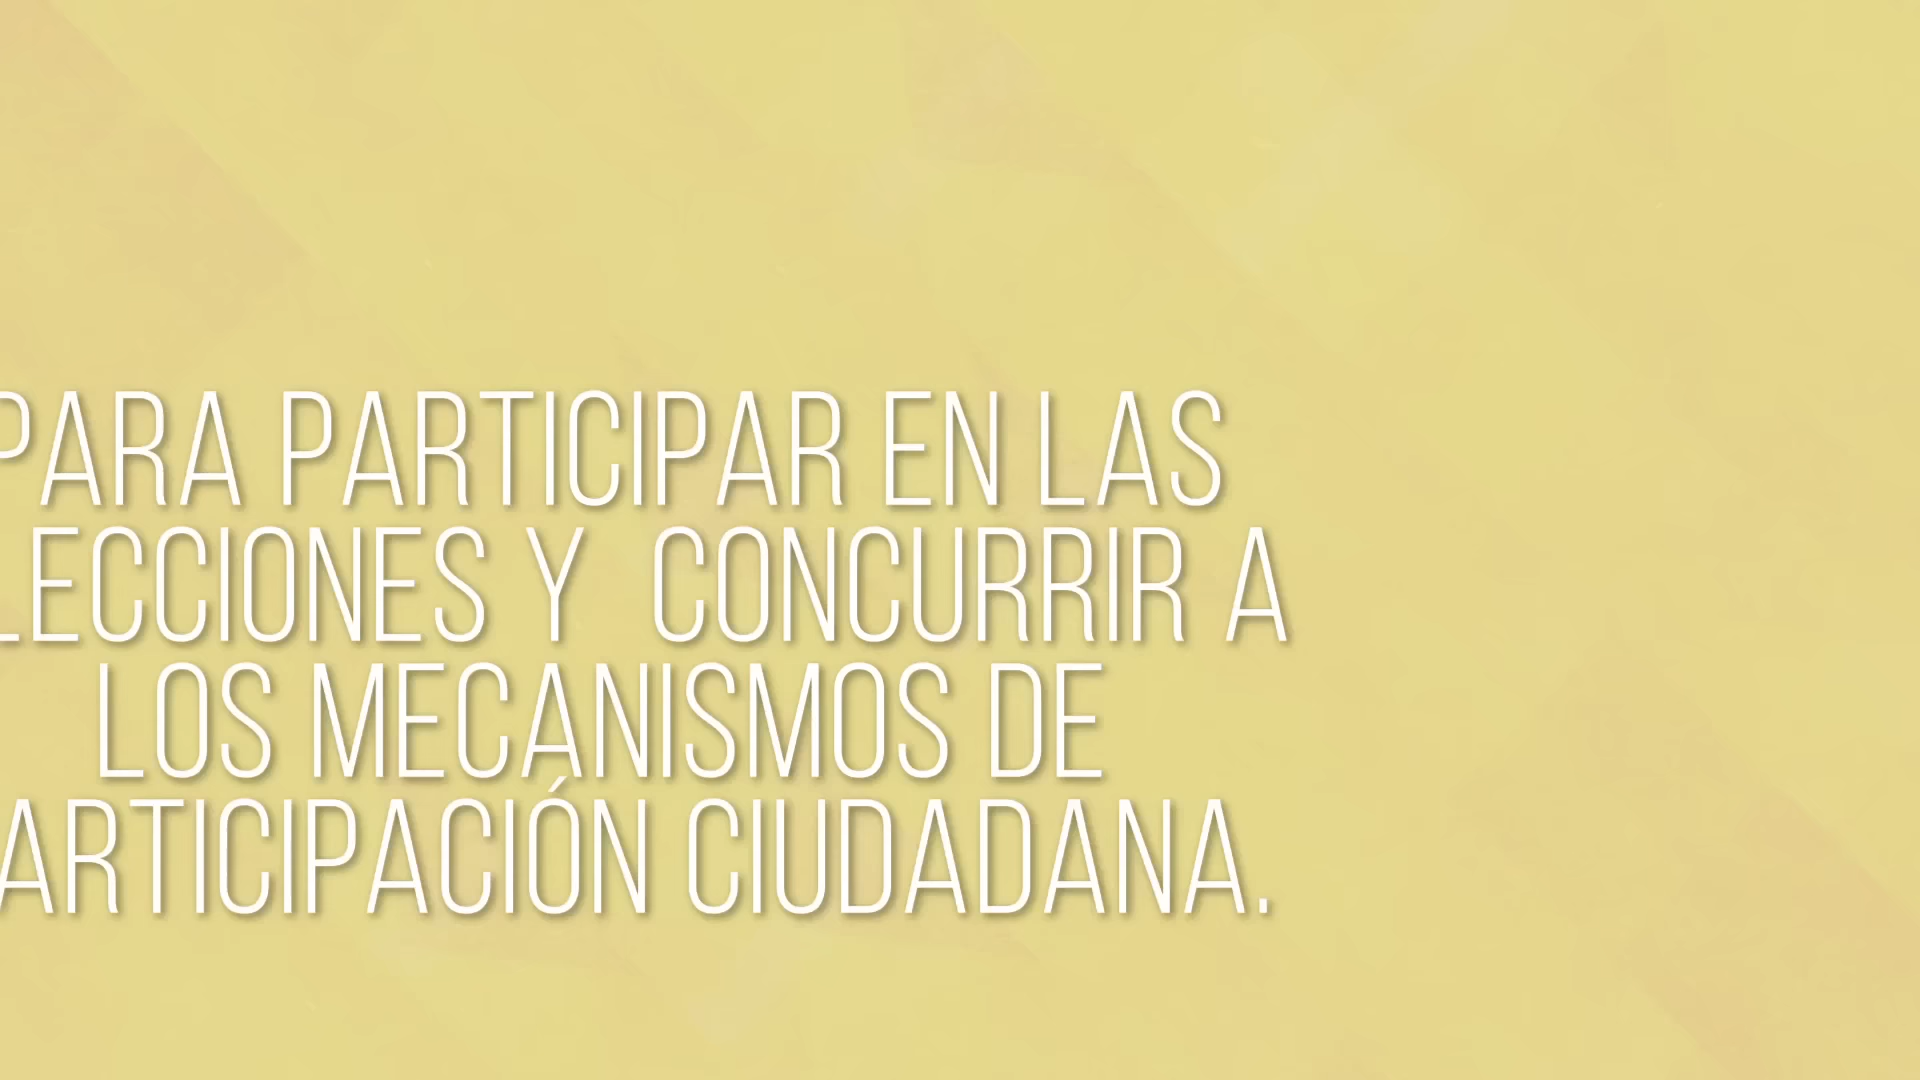 PARA PARTICIPAR EN LAS
LECCIONES Y CONCURRIR A
LOS MECANISMOS DE
ARTICIPACIÓN CIUDADANA.